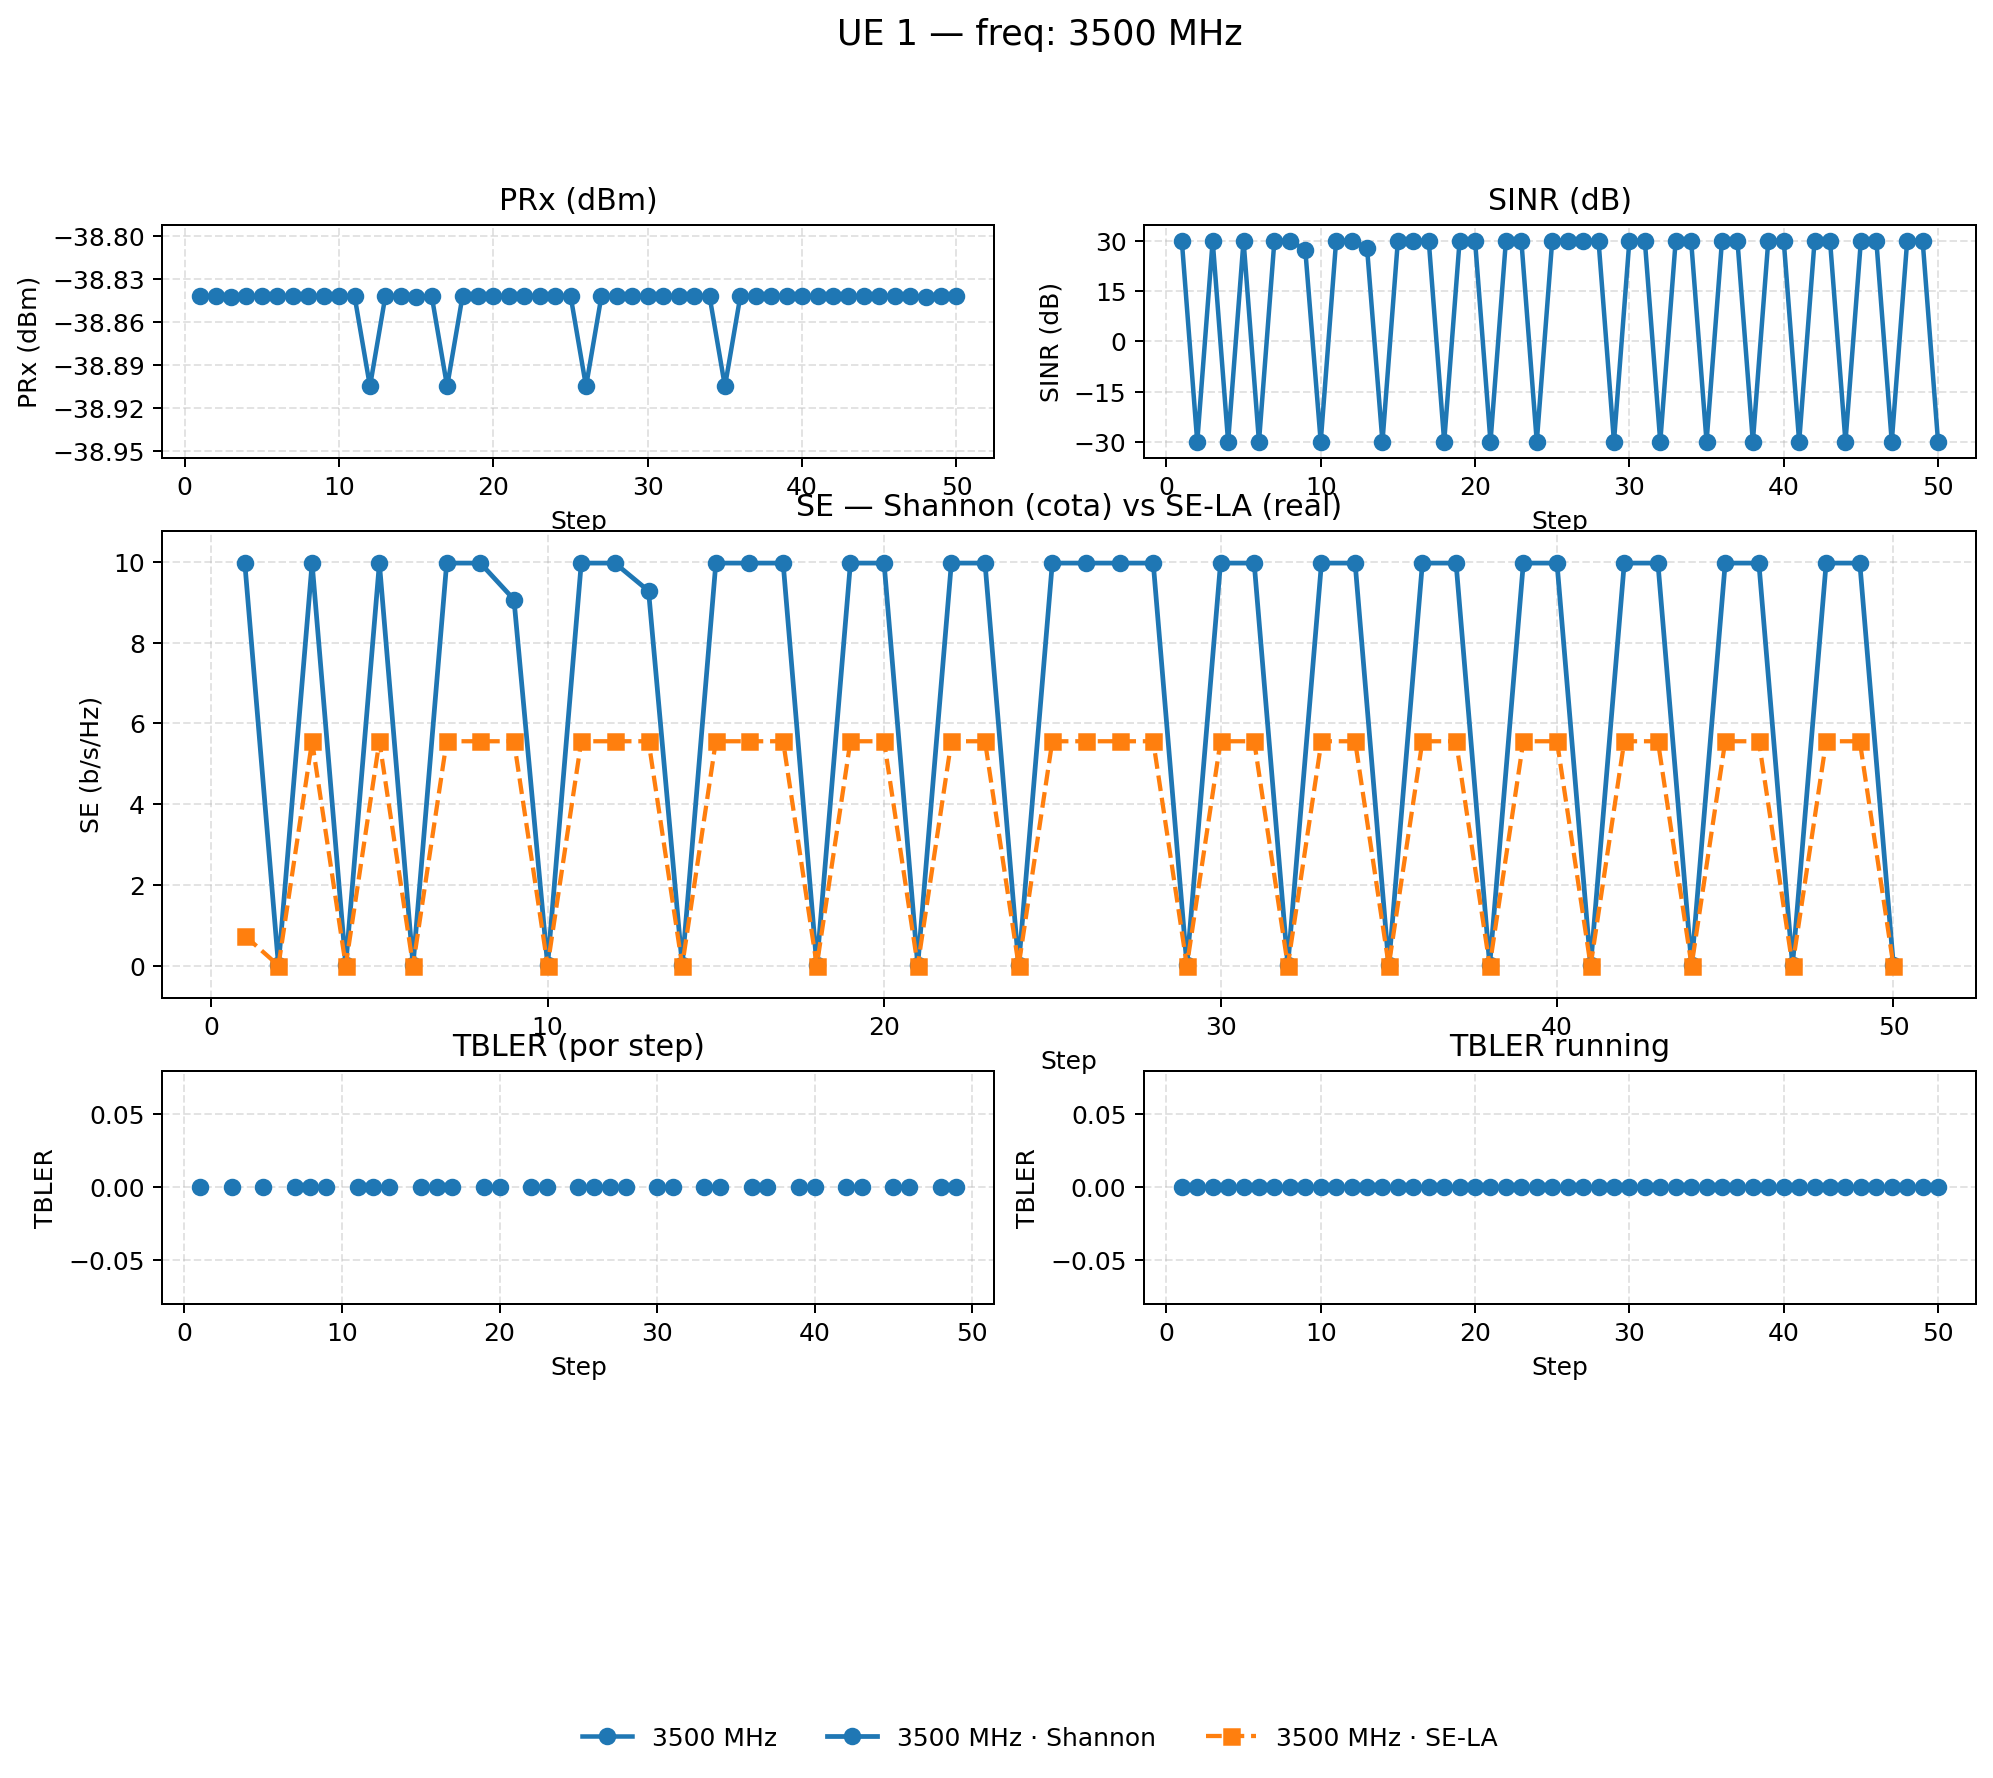 UE 1 — freq: 3500 MHz
PRx (dBm)
PRx (dBm)
−38.80
−38.83
−38.86
−38.89
−38.92
−38.95
0 10 20 30 40 50
Step
SINR (dB)
SINR (dB)
30
15
0
−15
−30
0 10 20 30 40 50
Step
SE — Shannon (cota) vs SE-LA (real)
SE (b/s/Hz)
10
8
6
4
2
0
0 10 20 30 40 50
Step
TBLER (por step)
TBLER
0.05
0.00
−0.05
0 10 20 30 40 50
Step
TBLER running
TBLER
0.05
0.00
−0.05
0 10 20 30 40 50
Step
3500 MHz 3500 MHz · Shannon 3500 MHz · SE-LA